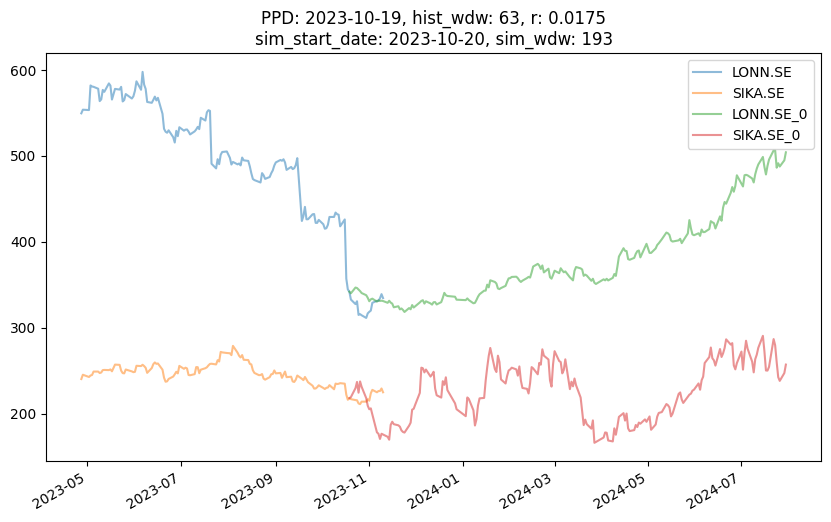 PPD: 2023-10-19, hist_wdw: 63, r: 0.0175
sim_start_date: 2023-10-20, sim_wdw: 193
LONN.SE
SIKA.SE
LONN.SE_0
SIKA.SE_0
600
500
400
300
200
2023-05
2023-07
2023-09
2023-11
2024-01
2024-03
2024-05
2024-07